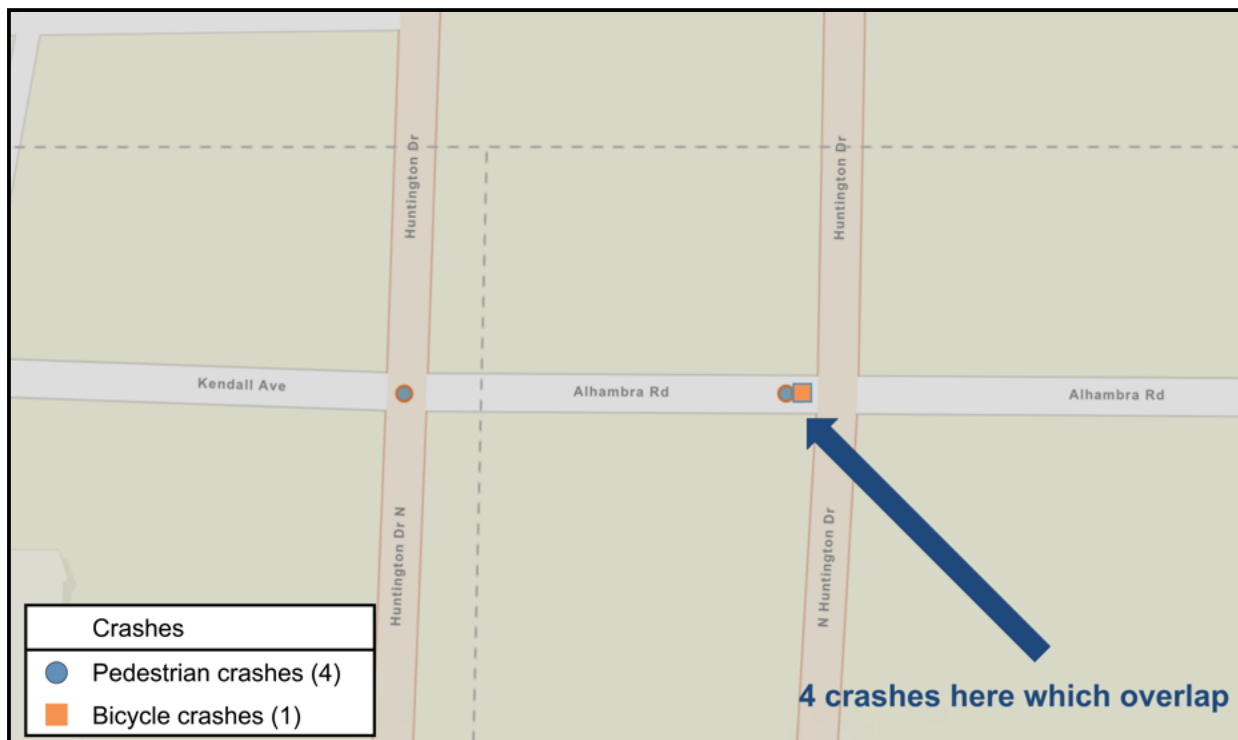 Huntington Dr
Huntington Dr
Kendall Ave
Alhambra Rd
Alhambra Rd
Huntington Dr N
N Huntington Dr
Crashes
Pedestrian crashes (4)
Bicycle crashes (1)
4 crashes here which overlap